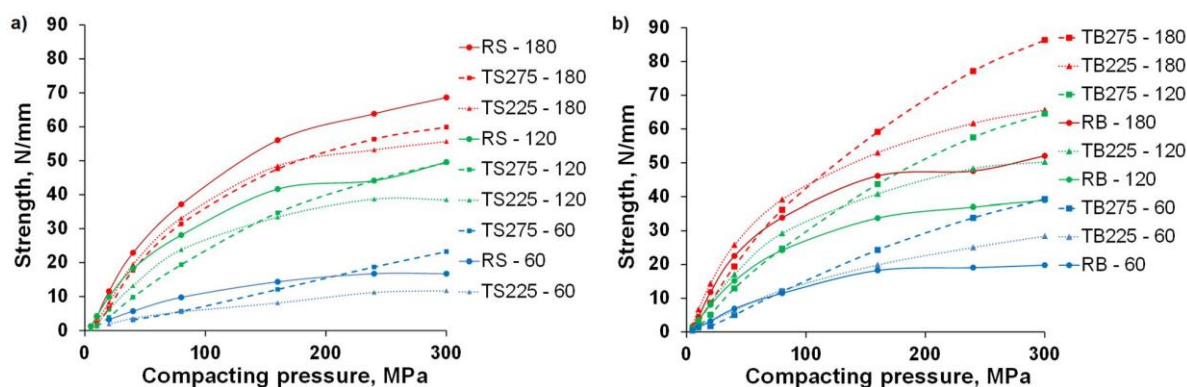 a)
Strength, N/mm
90
80
70
60
50
40
30
20
10
0
0
100
200
300
Compacting pressure, MPa
RS - 180
TS275 - 180
TS225 - 180
RS - 120
TS275 - 120
TS225 - 120
TS275 - 60
RS - 60
TS225 - 60
b)
Strength, N/mm
90
80
70
60
50
40
30
20
10
0
0
100
200
300
Compacting pressure, MPa
TB275 - 180
TB225 - 180
TB275 - 120
RB - 180
TB225 - 120
RB - 120
TB275 - 60
TB225 - 60
RB - 60